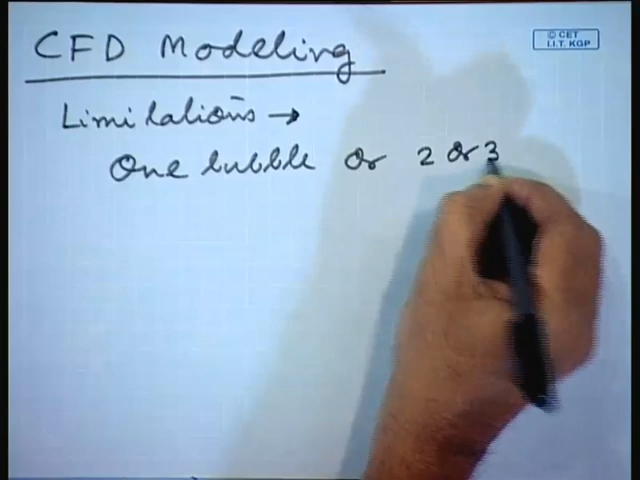 CFD Modeling
© CET
I.I.T. KGP
Limitations →
One bubble or 2 or 3